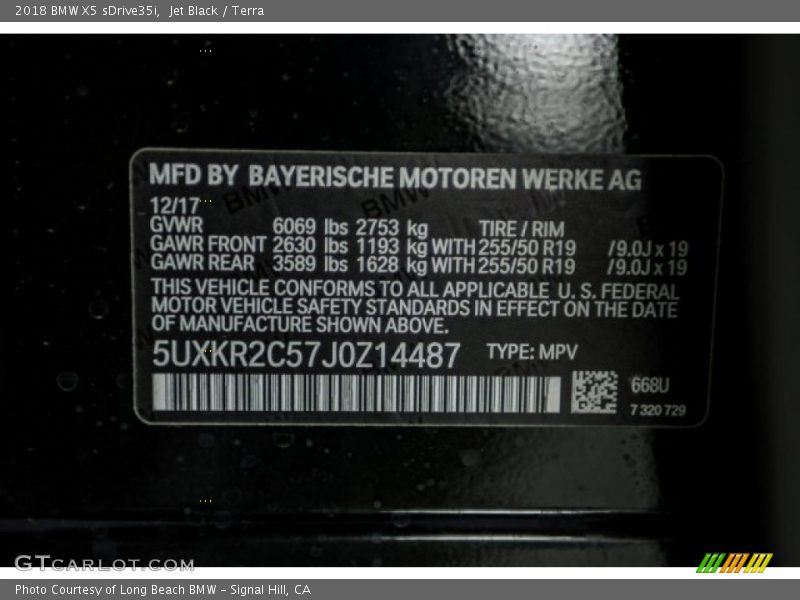 2018 BMW X5 sDrive35i, Jet Black / Terra
MFD BY BAYERISCHE MOTOREN WERKE AG
12/17
GVWR 6069 lbs 2753 kg TIRE / RIM
GAWR FRONT 2630 lbs 1193 kg WITH 255/50 R19 /9.0J x 19
GAWR REAR 3589 lbs 1628 kg WITH 255/50 R19 /9.0J x 19
THIS VEHICLE CONFORMS TO ALL APPLICABLE U. S. FEDERAL
MOTOR VEHICLE SAFETY STANDARDS IN EFFECT ON THE DATE
OF MANUFACTURE SHOWN ABOVE.
5UXKR2C57J0Z14487 TYPE: MPV
668U
7 320 729
GTCARLOT.COM
Photo Courtesy of Long Beach BMW - Signal Hill, CA